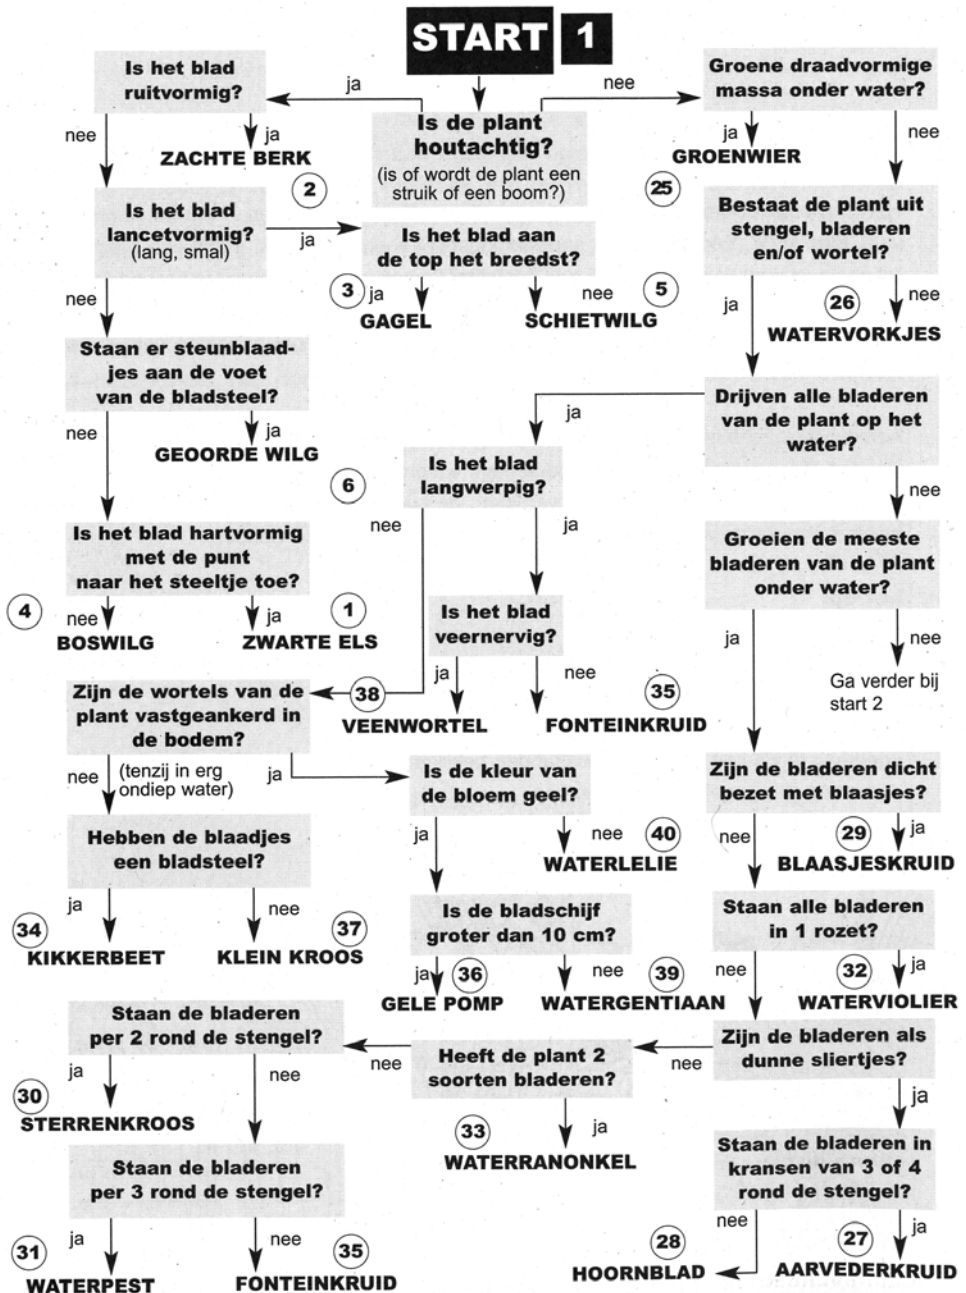 START 1
Is de plant
houtachtig?
(is of wordt de plant een
struik of een boom?)
ja
nee
Is het blad
ruitvormig?
nee
ja
ZACHTE BERK
2
Is het blad
lancetvormig?
(lang, smal)
ja
nee
Is het blad aan
de top het breedst?
3
ja
GAGEL
nee
5
SCHIETWILG
Staan er steunblaad-
jes aan de voet
van de bladsteel?
nee
ja
GEOORDE WILG
6
Is het blad hartvormig
met de punt
naar het steeltje toe?
4
nee
BOSWILG
ja
1
ZWARTE ELS
Groene draadvormige
massa onder water?
ja
GROENWIER
25
nee
Bestaat de plant uit
stengel, bladeren
en/of wortel?
ja
26
nee
WATERVORKJES
Drijven alle bladeren
van de plant op het
water?
ja
nee
Is het blad
langwerpig?
nee
ja
Is het blad
veernervig?
ja
38
VEENWORTEL
nee
35
FONTEINKRUID
Groeien de meeste
bladeren van de plant
onder water?
ja
nee
Ga verder bij
start 2
Zijn de wortels van de
plant vastgeankerd in
de bodem?
(tenzij in erg
ondiep water)
nee
ja
Hebben de blaadjes
een bladsteel?
ja
34
KIKKERBEET
nee
37
KLEIN KROOS
Is de kleur van
de bloem geel?
ja
nee
40
WATERLELIE
Is de bladschijf
groter dan 10 cm?
ja
36
GELE POMP
nee
39
WATERGENTIAAN
Zijn de bladeren dicht
bezet met blaasjes?
nee
29
ja
BLAASJESKRUID
Staan alle bladeren
in 1 rozet?
nee
32
ja
WATERVIOLIER
Zijn de bladeren als
dunne sliertjes?
nee
ja
Heeft de plant 2
soorten bladeren?
nee
33
ja
WATERRANONKEL
Staan de bladeren
per 2 rond de stengel?
ja
nee
30
STERRENKROOS
Staan de bladeren
per 3 rond de stengel?
ja
31
WATERPEST
nee
35
FONTEINKRUID
Staan de bladeren in
kransen van 3 of 4
rond de stengel?
nee
28
HOORNBLAD
27
ja
AARVEDERKRUID